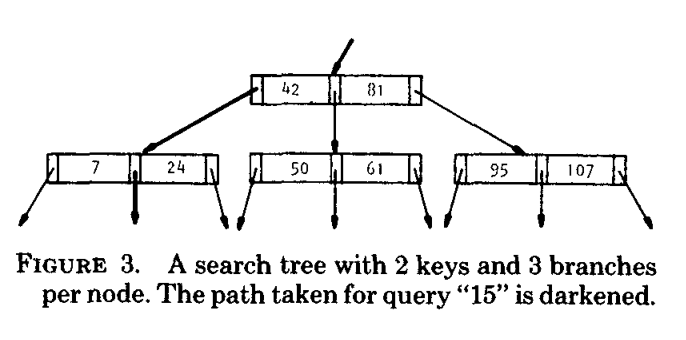 42 81
7 24 50 61 95 107
FIGURE 3. A search tree with 2 keys and 3 branches
per node. The path taken for query “15” is darkened.